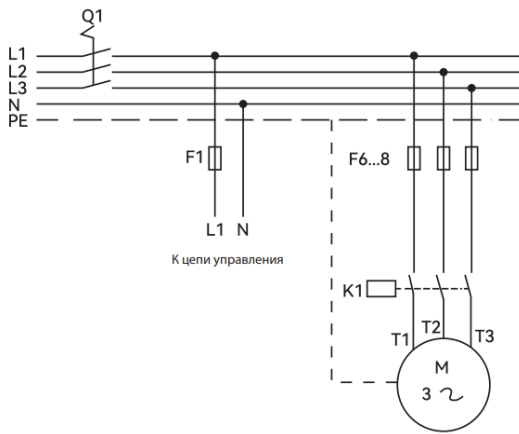 Q1
L1
L2
L3
N
PE
F1
F6...8
L1 N
К цепи управления
K1
T1 T2 T3
M
3